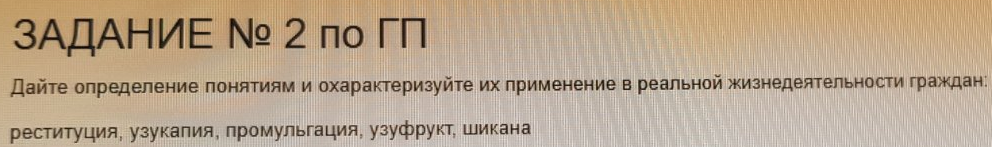 ЗАДАНИЕ № 2 по ГП
Дайте определение понятиям и охарактеризуйте их применение в реальной жизнедеятельности граждан:
реституция, узукапия, промульгация, узуфрукт, шикана